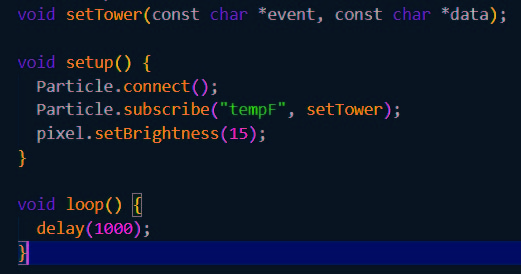 void setTower(const char *event, const char *data);
void setup() {
Particle.connect();
Particle.subscribe("tempF", setTower);
pixel.setBrightness(15);
}
void loop() {
delay(1000);
}